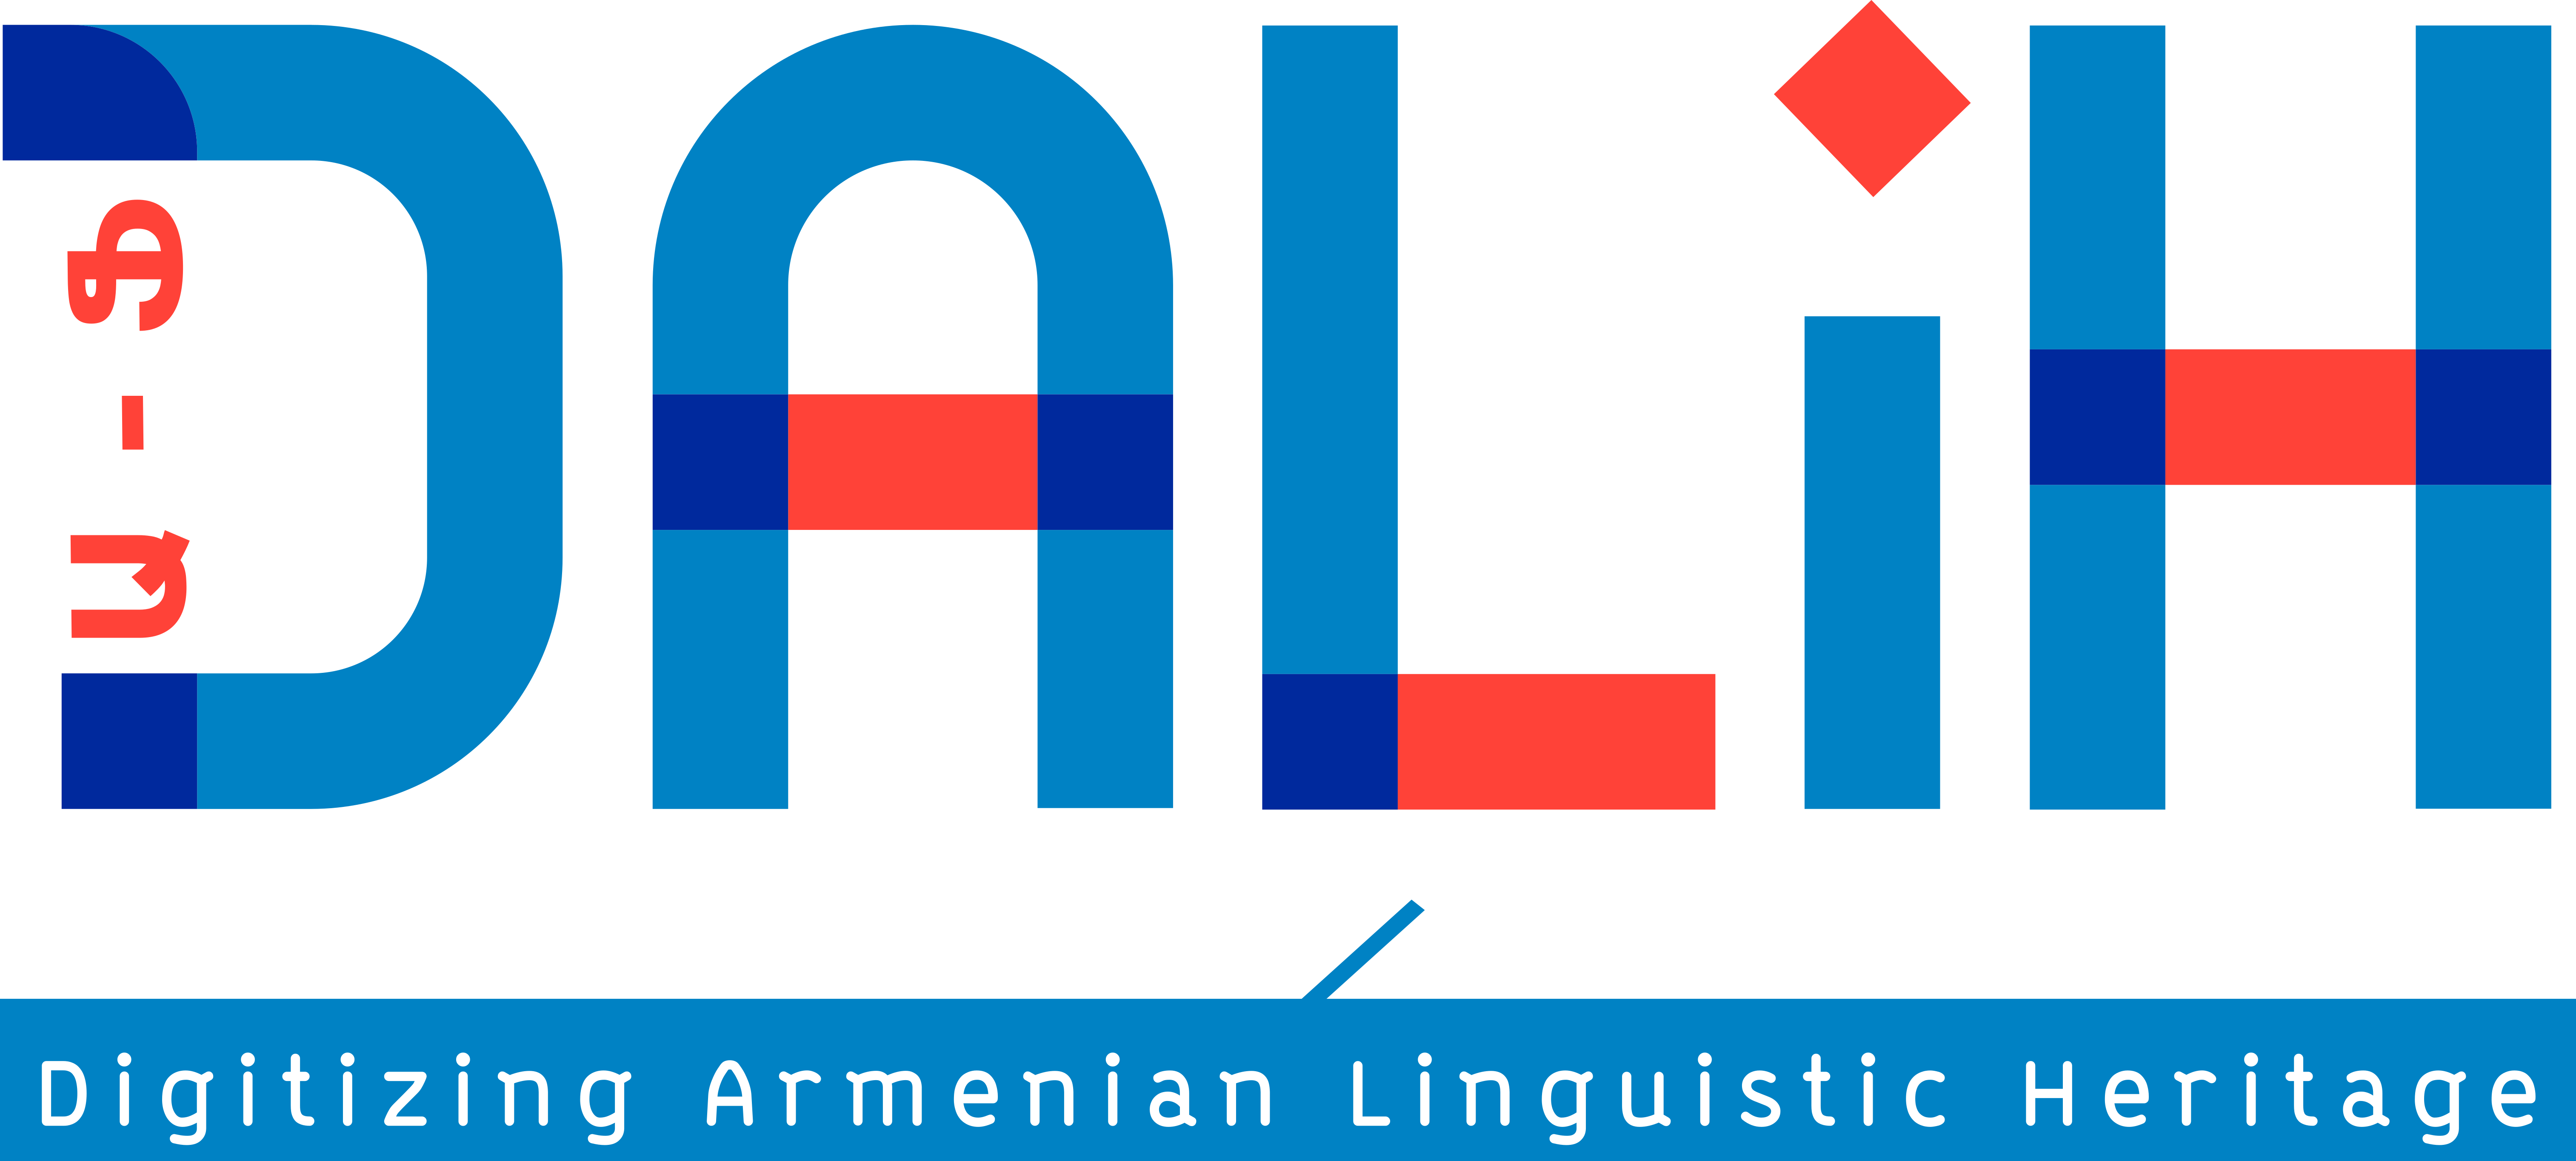 DALiH
Ա-Ֆ
Digitizing Armenian Linguistic Heritage